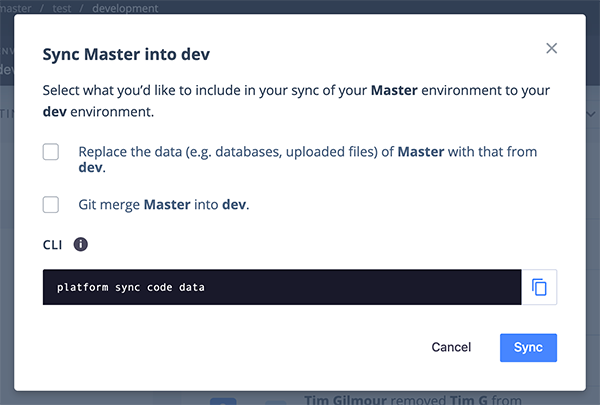 master / test / development
Sync Master into dev
Select what you'd like to include in your sync of your Master environment to your
dev environment.
Replace the data (e.g. databases, uploaded files) of Master with that from
dev.
Git merge Master into dev.
CLI
platform sync code data
Cancel
Sync
Tim Gilmour removed Tim G from